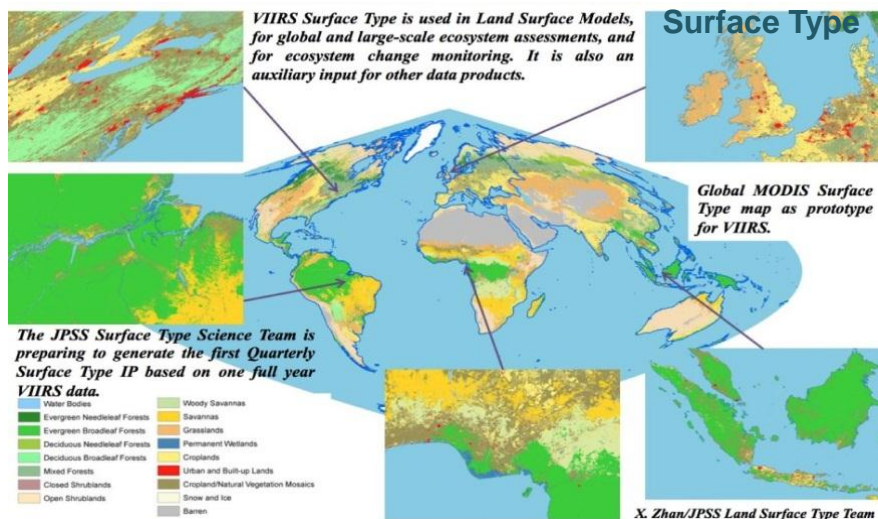 Surface Type
VIIRS Surface Type is used in Land Surface Models,
for global and large-scale ecosystem assessments, and
for ecosystem change monitoring. It is also an
auxiliary input for other data products.
Global MODIS Surface
Type map as prototype
for VIIRS.
The JPSS Surface Type Science Team is
preparing to generate the first Quarterly
Surface Type IP based on one full year
VIIRS data.
Water Bodies
Evergreen Needleleaf Forests
Evergreen Broadleaf Forests
Deciduous Needleleaf Forests
Deciduous Broadleaf Forests
Mixed Forests
Closed Shrublands
Open Shrublands
Woody Savannas
Savannas
Grasslands
Permanent Wetlands
Croplands
Urban and Built-up Lands
Cropland/Natural Vegetation Mosaics
Snow and Ice
Barren
X. Zhan/JPSS Land Surface Type Team